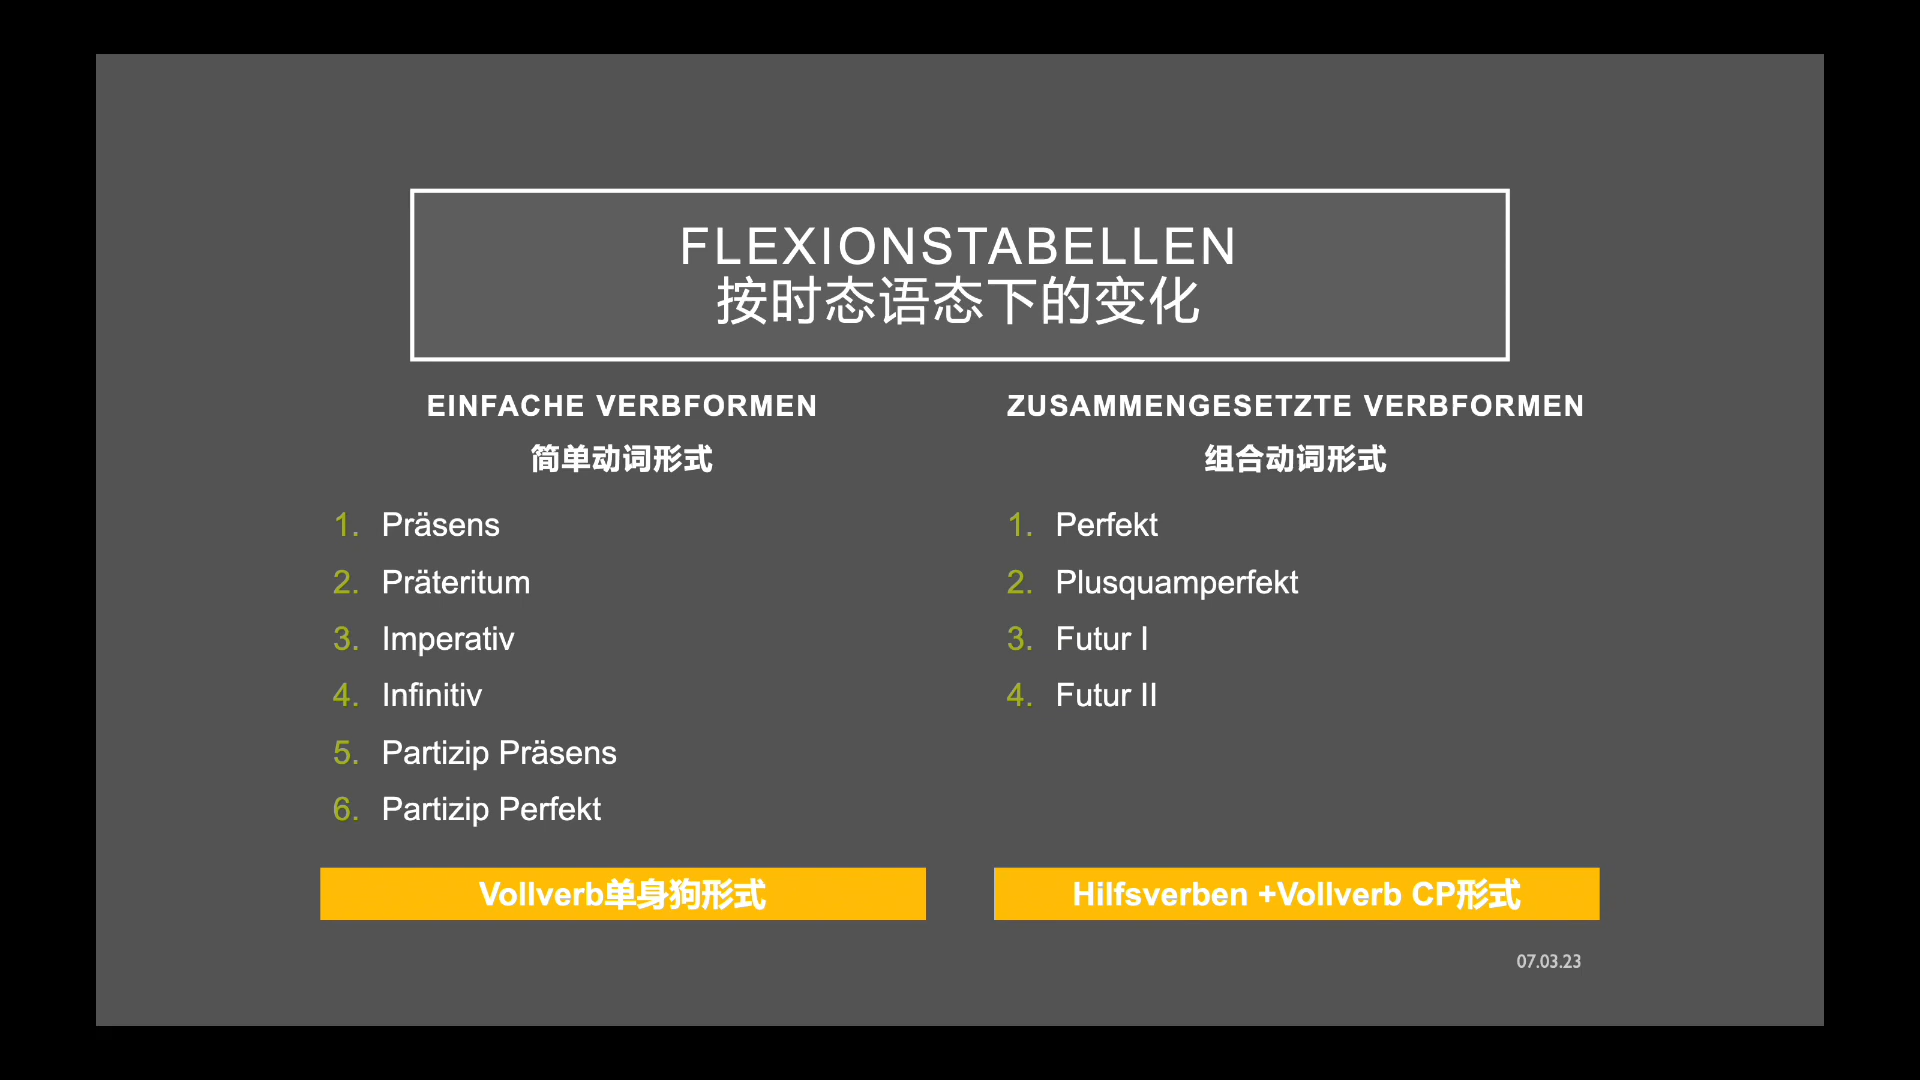 FLEXIONSTABELLEN
按时态语态下的变化
EINFACHE VERBFORMEN
简单动词形式
1. Präsens
2. Präteritum
3. Imperativ
4. Infinitiv
5. Partizip Präsens
6. Partizip Perfekt
Vollverb单身狗形式
ZUSAMMENGESETZTE VERBFORMEN
组合动词形式
1. Perfekt
2. Plusquamperfekt
3. Futur I
4. Futur II
Hilfsverben +Vollverb CP形式
07.03.23